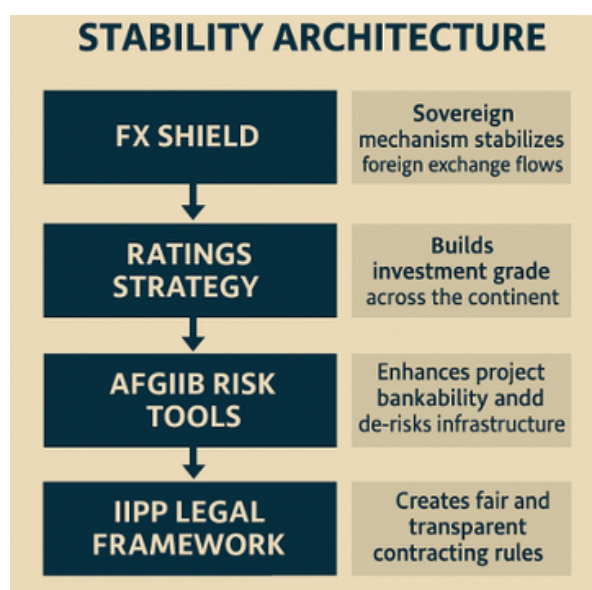 STABILITY ARCHITECTURE
FX SHIELD
Sovereign
mechanism stabilizes
foreign exchange flows
RATINGS
STRATEGY
Builds
investment grade
across the continent
AFGIIB RISK
TOOLS
Enhances project
bankability andd
de-risks infrastructure
IIPP LEGAL
FRAMEWORK
Creates fair and
transparent
contracting rules